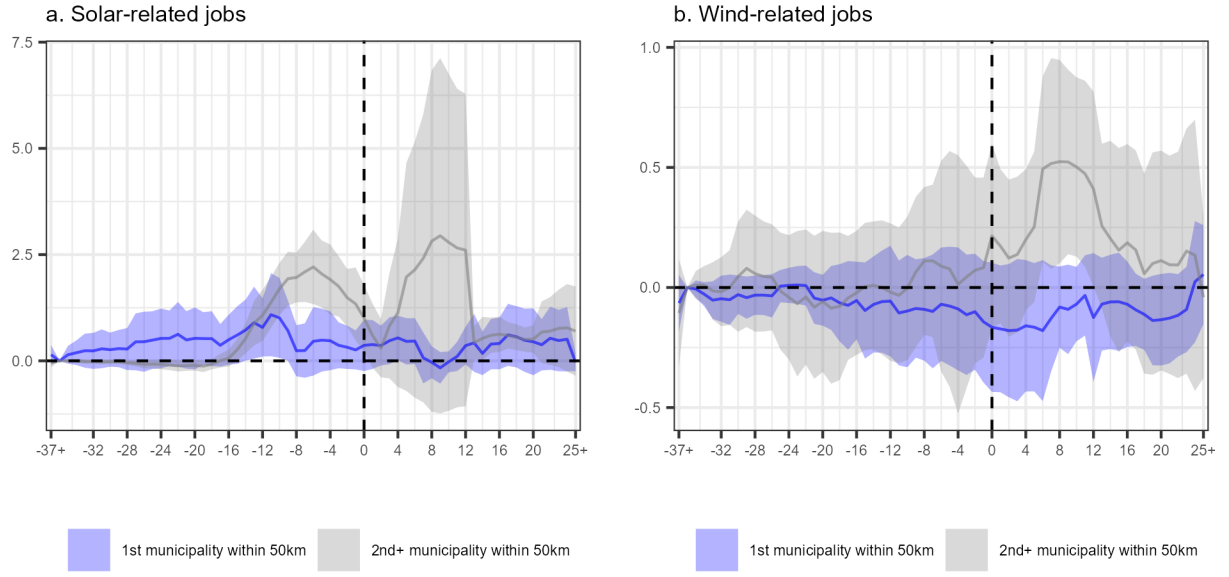 a. Solar-related jobs
7.5
5.0
2.5
0.0
-37+ -32 -28 -24 -20 -16 -12 -8 -4 0 4 8 12 16 20 25+
1st municipality within 50km 2nd+ municipality within 50km
b. Wind-related jobs
1.0
0.5
0.0
-0.5
-37+ -32 -28 -24 -20 -16 -12 -8 -4 0 4 8 12 16 20 25+
1st municipality within 50km 2nd+ municipality within 50km